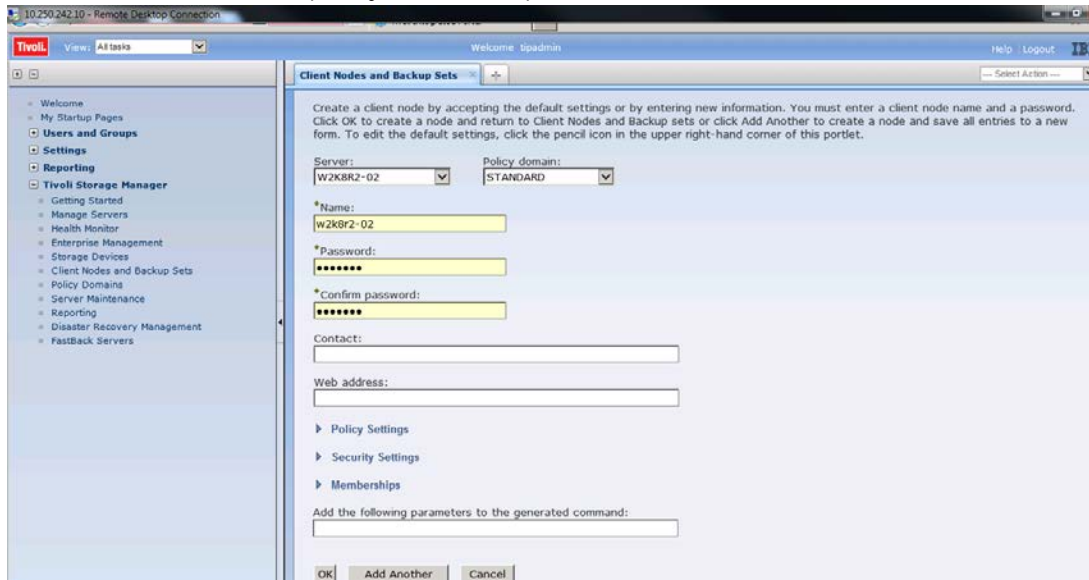 10.250.242.10 - Remote Desktop Connection
Tivoli. View: All tasks Welcome tipadmin Help Logout IB
Client Nodes and Backup Sets --- Select Action ---
Welcome
My Startup Pages
Users and Groups
Settings
Reporting
Tivoli Storage Manager
Getting Started
Manage Servers
Health Monitor
Enterprise Management
Storage Devices
Client Nodes and Backup Sets
Policy Domains
Server Maintenance
Reporting
Disaster Recovery Management
FastBack Servers
Create a client node by accepting the default settings or by entering new information. You must enter a client node name and a password.
Click OK to create a node and return to Client Nodes and Backup sets or click Add Another to create a node and save all entries to a new
form. To edit the default settings, click the pencil icon in the upper right-hand corner of this portlet.
Server: Policy domain:
W2K8R2-02 STANDARD
*Name:
w2k8r2-02
*Password:
•••••••
*Confirm password:
•••••••
Contact:
Web address:
Policy Settings
Security Settings
Memberships
Add the following parameters to the generated command:
OK Add Another Cancel